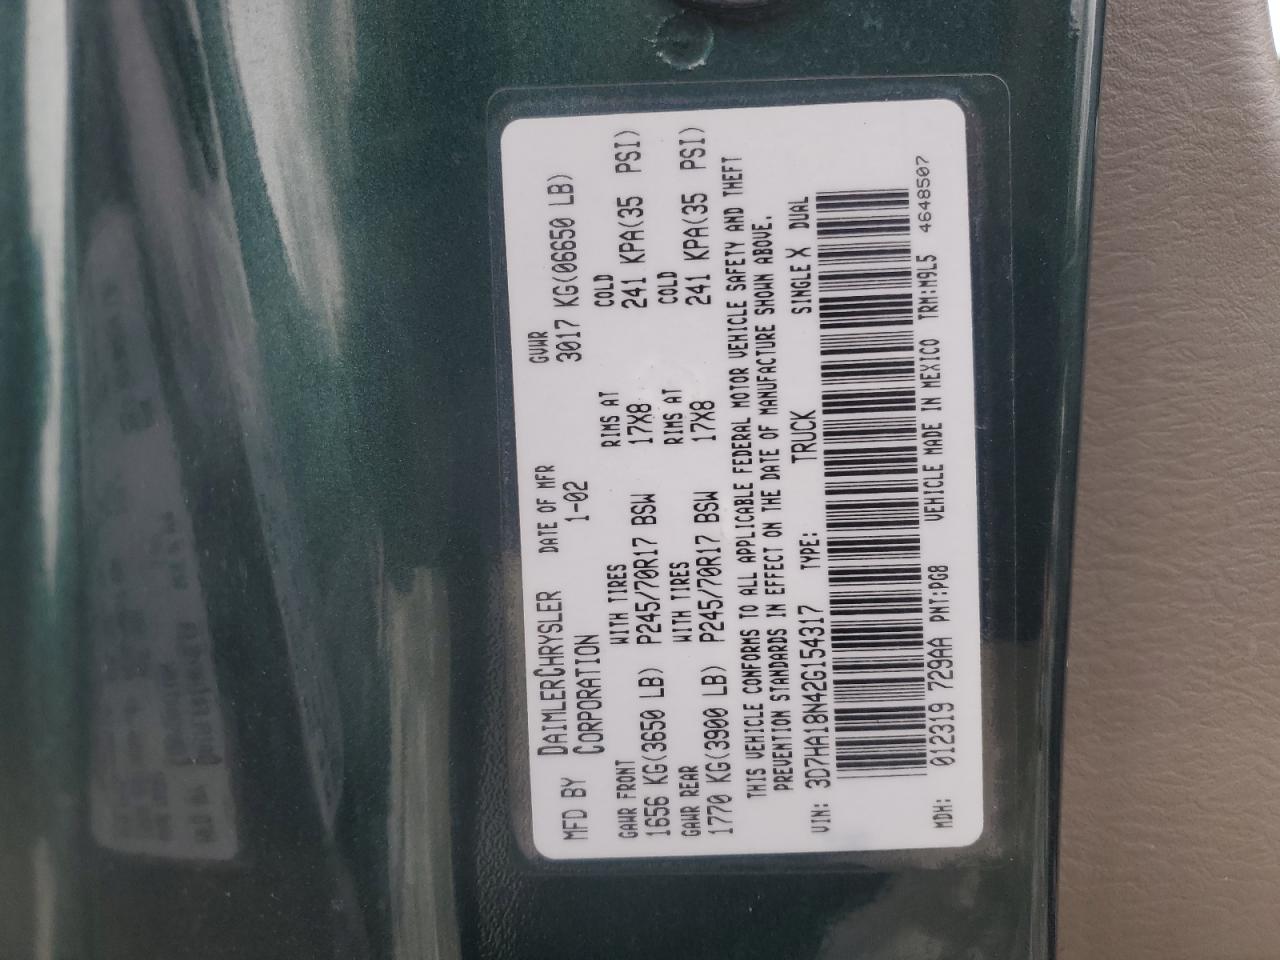 MFD BY DAIMLERCHRYSLER CORPORATION
DATE OF MFR 1-02
GVWR 3017 KG(06650 LB)
GAWR FRONT WITH TIRES RIMS AT COLD
1656 KG(3650 LB) P245/70R17 BSW 17X8 241 KPA(35 PSI)
GAWR REAR WITH TIRES RIMS AT COLD
1770 KG(3900 LB) P245/70R17 BSW 17X8 241 KPA(35 PSI)
THIS VEHICLE CONFORMS TO ALL APPLICABLE FEDERAL MOTOR VEHICLE SAFETY AND THEFT
PREVENTION STANDARDS IN EFFECT ON THE DATE OF MANUFACTURE SHOWN ABOVE.
VIN: 3D7HA18N42G154317 TYPE: TRUCK SINGLE X DUAL
MDH: 012319 729AA PNT:PG8 VEHICLE MADE IN MEXICO TRM:M9L5 4648507